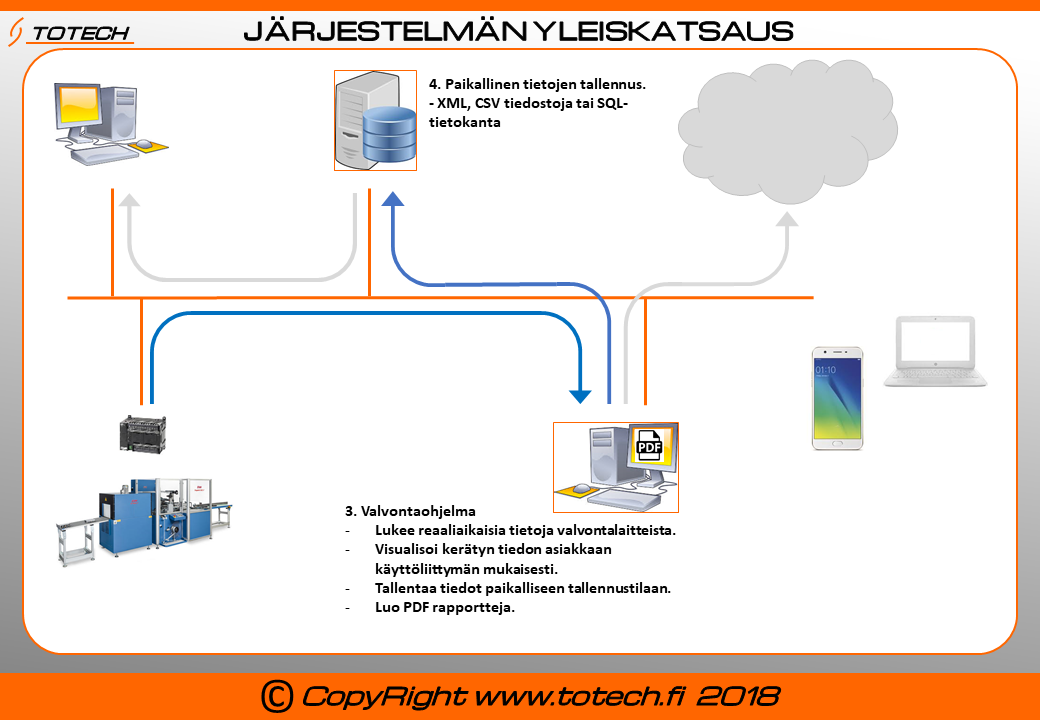 TOTECH
JÄRJESTELMÄN YLEISKATSAUS
4. Paikallinen tietojen tallennus.
- XML, CSV tiedostoja tai SQL-
tietokanta
01:10
PDF
3. Valvontaohjelma
- Lukee reaaliaikaisia tietoja valvontalaitteista.
- Visualisoi kerätyn tiedon asiakkaan
käyttöliittymän mukaisesti.
- Tallentaa tiedot paikalliseen tallennustilaan.
- Luo PDF rapportteja.
© CopyRight www.totech.fi 2018